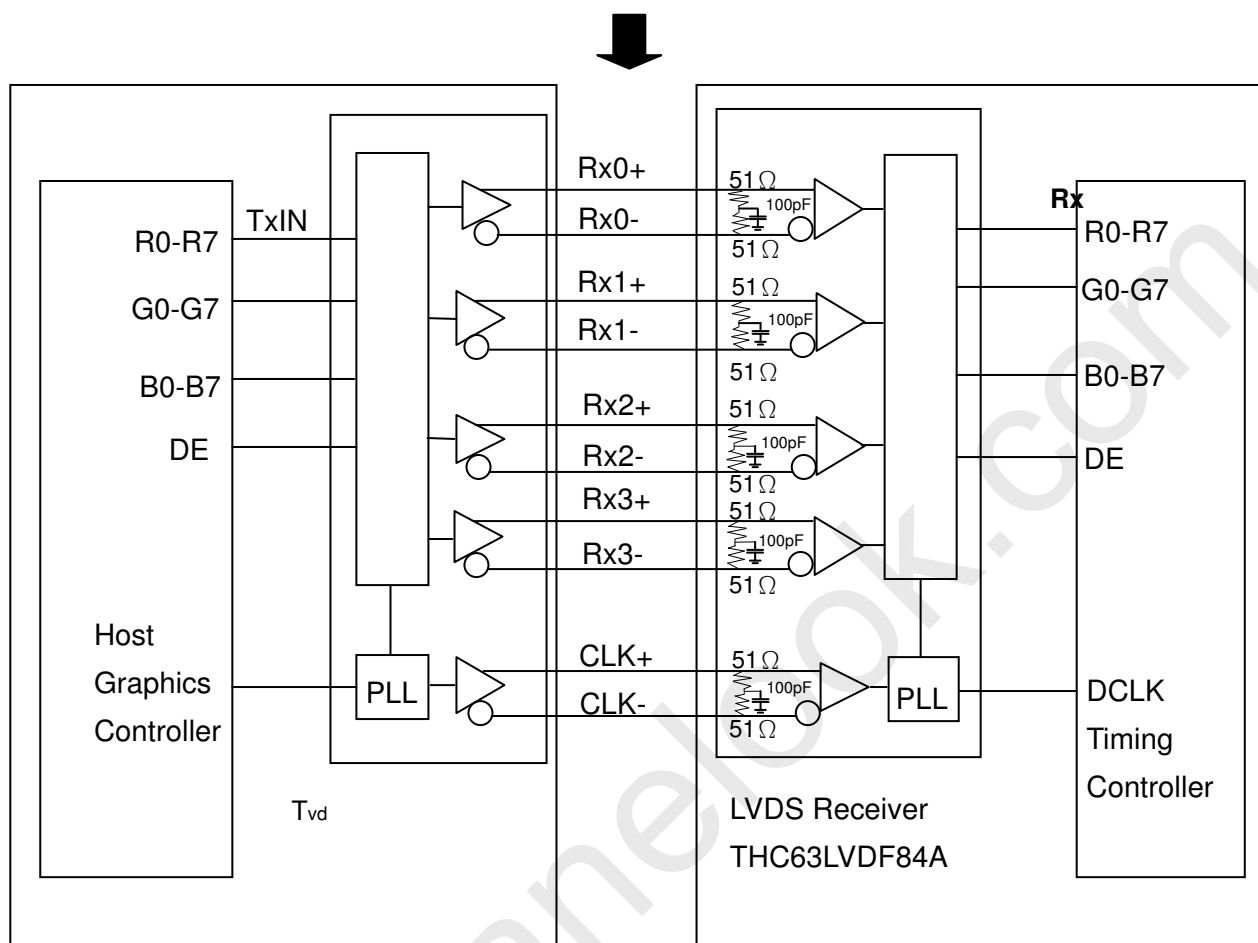 TxIN
R0-R7
G0-G7
B0-B7
DE
Host
Graphics
Controller
PLL
Tvd
Rx0+
Rx0-
Rx1+
Rx1-
Rx2+
Rx2-
Rx3+
Rx3-
CLK+
CLK-
51Ω
100pF
51Ω
51Ω
100pF
51Ω
51Ω
100pF
51Ω
51Ω
100pF
51Ω
51Ω
100pF
51Ω
PLL
LVDS Receiver
THC63LVDF84A
Rx
R0-R7
G0-G7
B0-B7
DE
DCLK
Timing
Controller
anelook.com